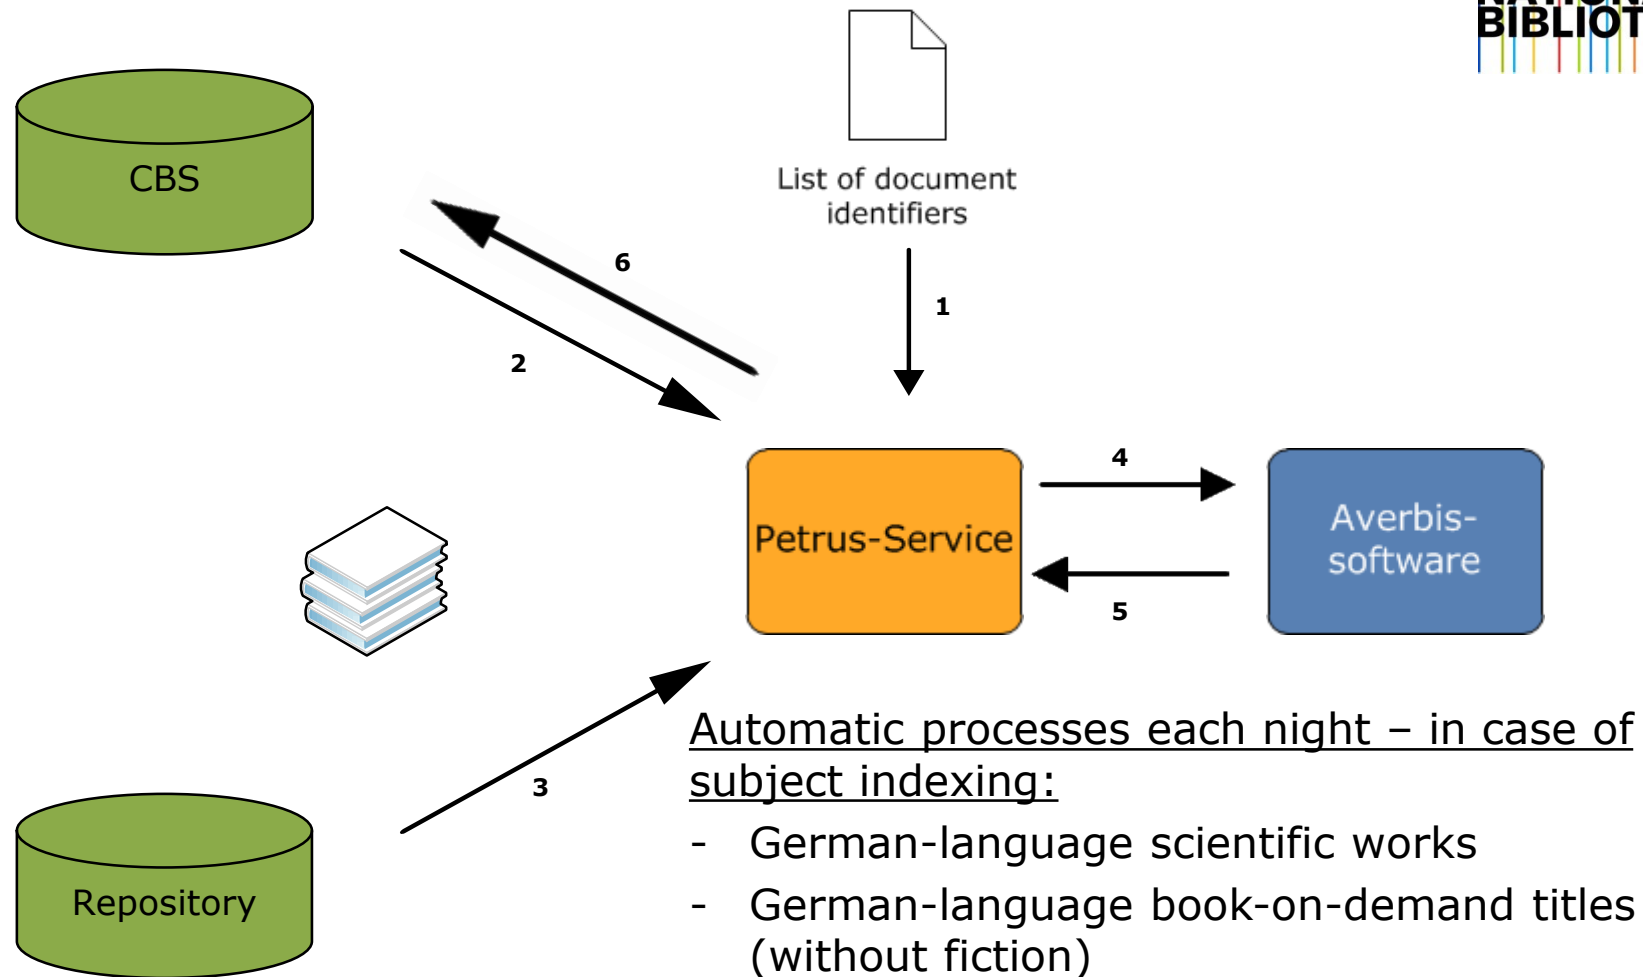 BIBLIOT
CBS
List of document
identifiers
6
1
2
4
Petrus-Service
Averbis-
software
5
3
Automatic processes each night – in case of
subject indexing:
- German-language scientific works
- German-language book-on-demand titles
(without fiction)
Repository